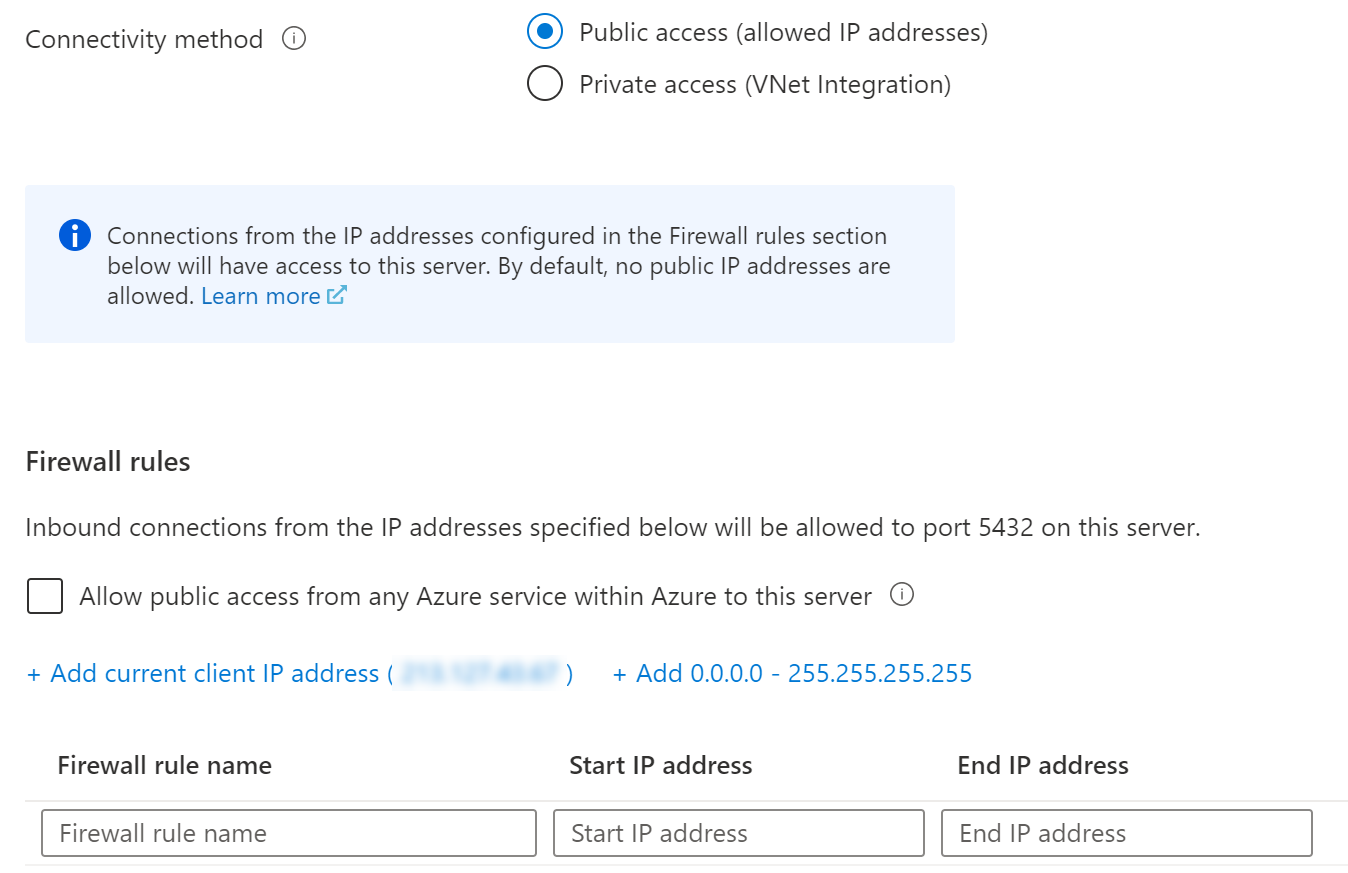 Connectivity method
Public access (allowed IP addresses)
Private access (VNet Integration)
Connections from the IP addresses configured in the Firewall rules section
below will have access to this server. By default, no public IP addresses are
allowed. Learn more
Firewall rules
Inbound connections from the IP addresses specified below will be allowed to port 5432 on this server.
Allow public access from any Azure service within Azure to this server
+ Add current client IP address ( ) + Add 0.0.0.0 - 255.255.255.255
Firewall rule name Start IP address End IP address
Firewall rule name Start IP address End IP address